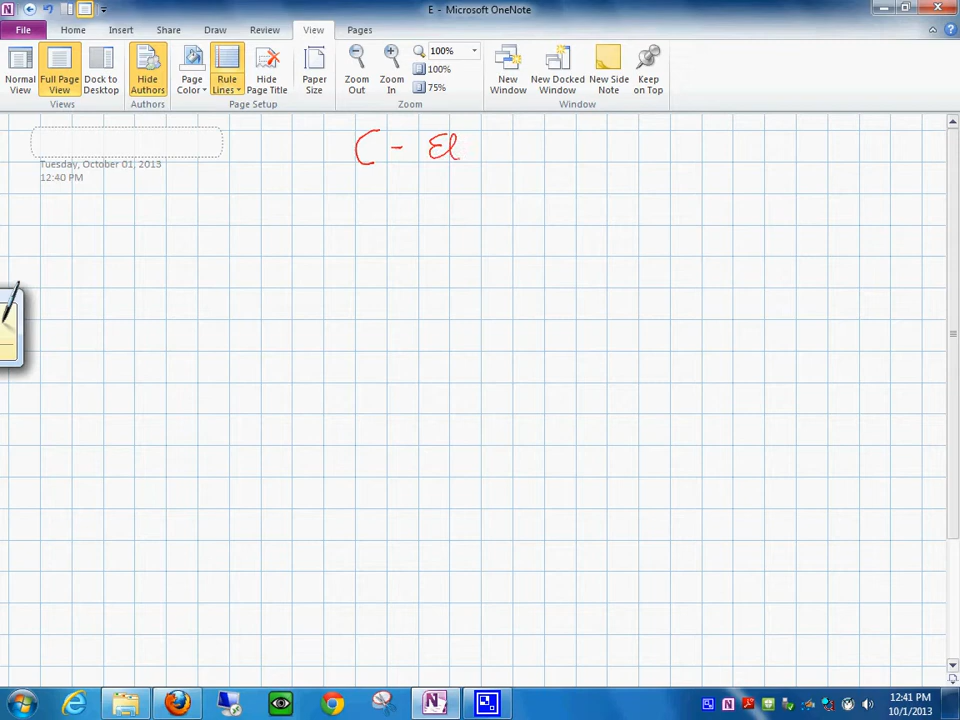 E - Microsoft OneNote
File Home Insert Share Draw Review View Pages
Normal View Full Page View Dock to Desktop Hide Authors Page Color Rule Lines Hide Page Title Paper Size Zoom Out Zoom In 100% 100% 75% New Window New Docked Window New Side Note Keep on Top
Views Authors Page Setup Zoom Window
C - El
Tuesday, October 01, 2013
12:40 PM
12:41 PM
10/1/2013